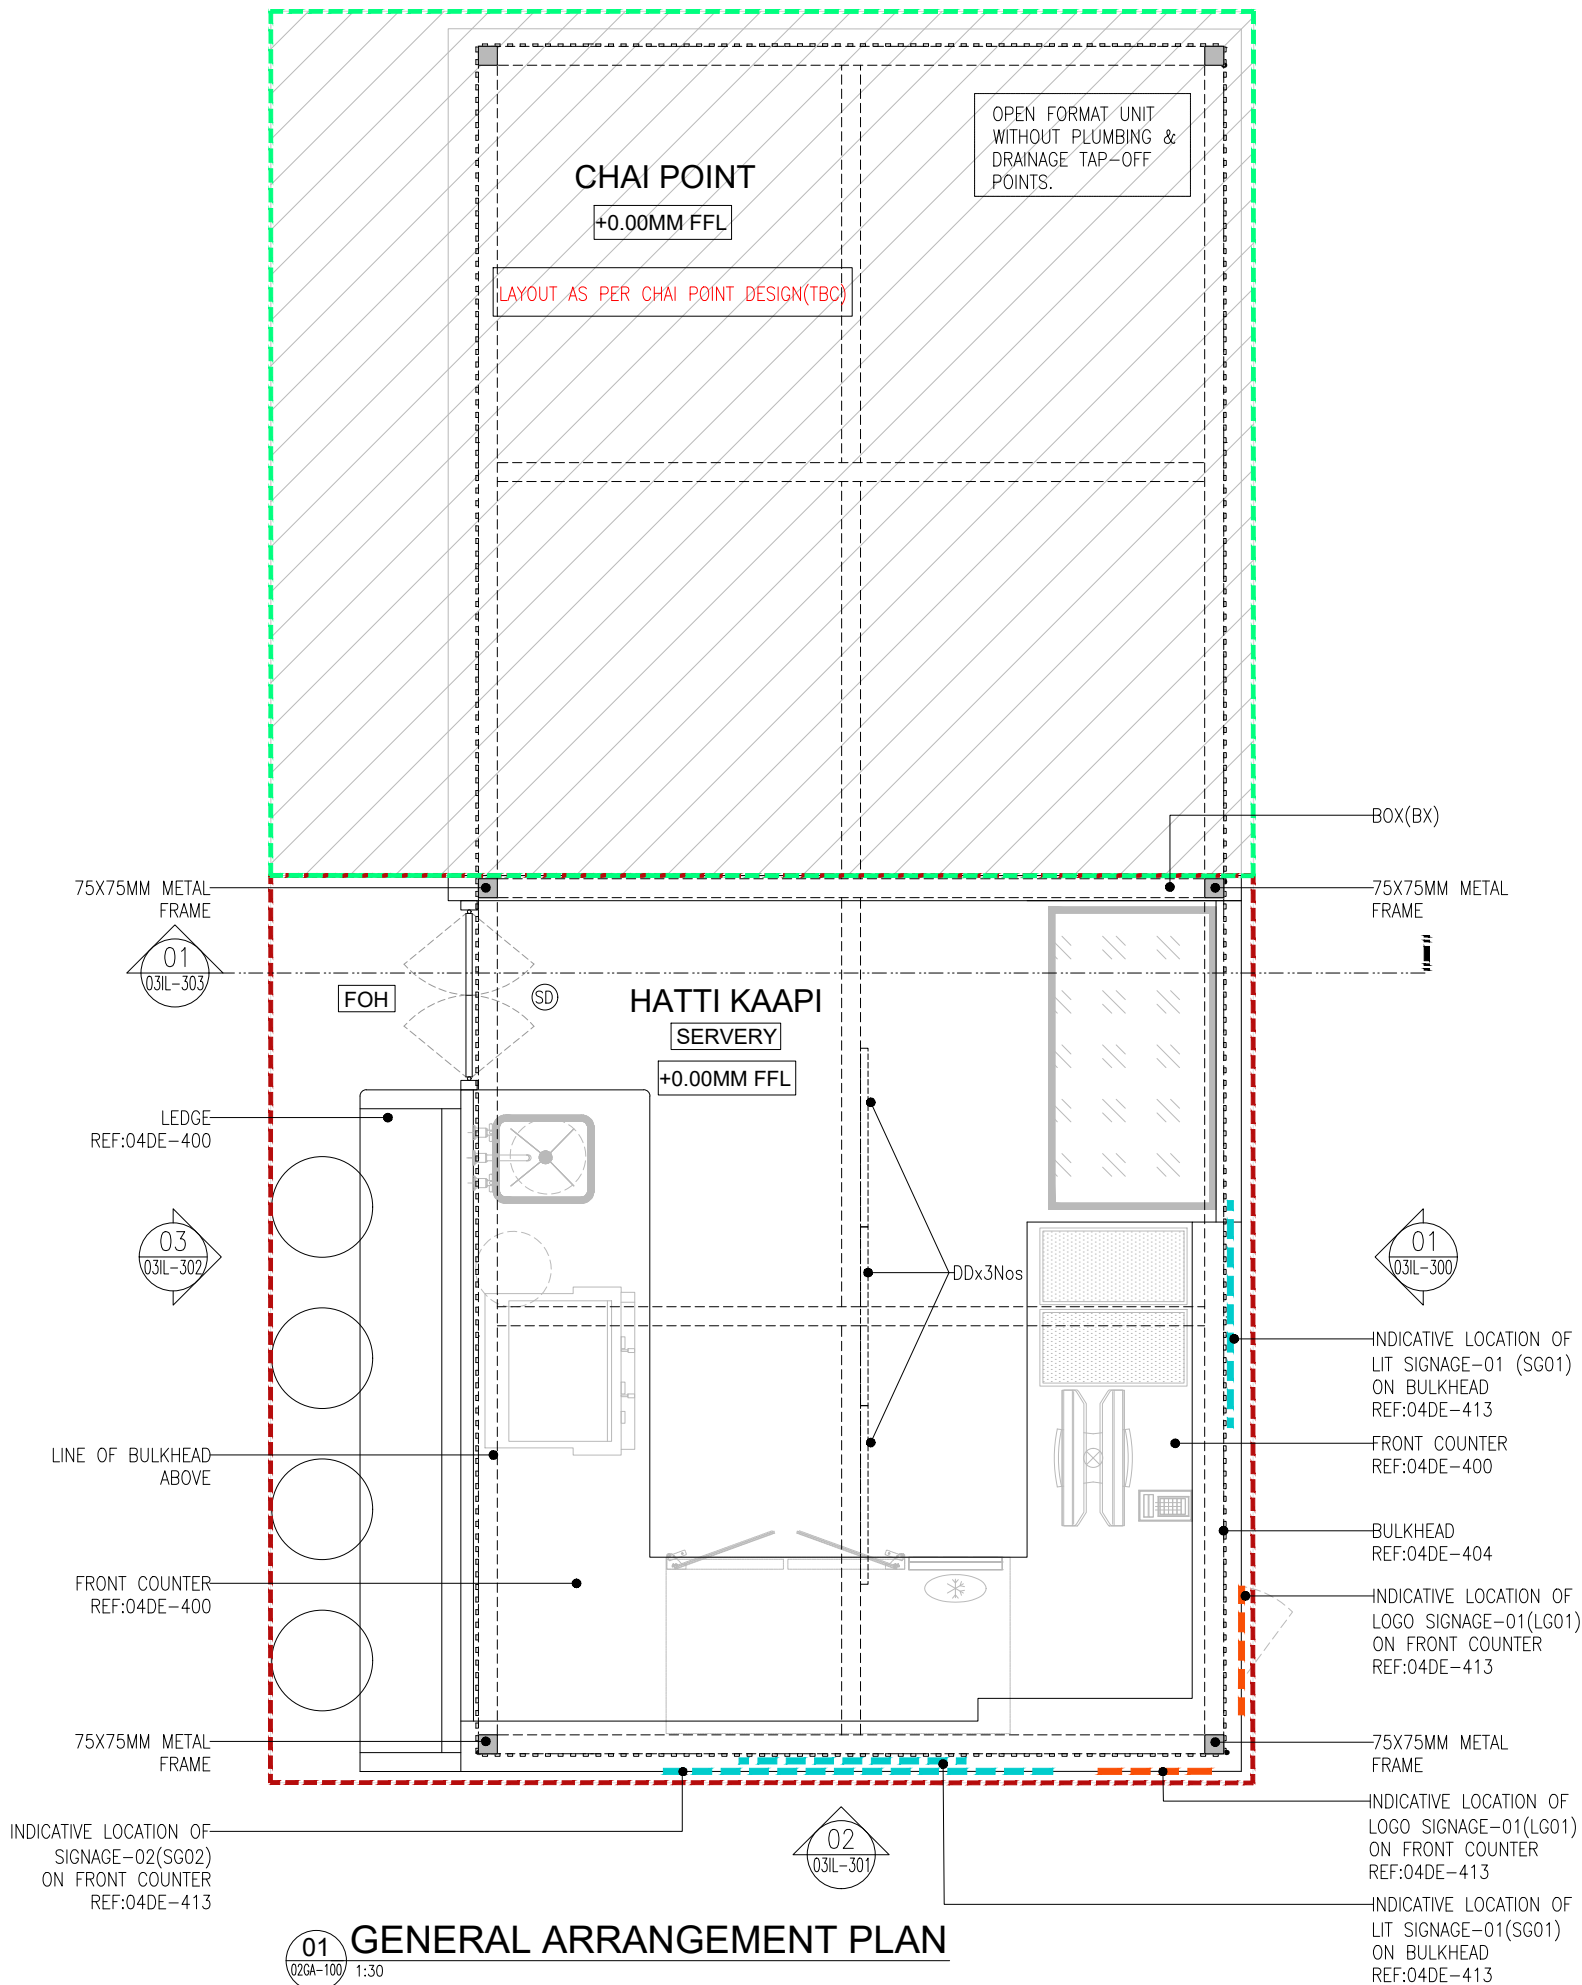 OPEN FORMAT UNIT
WITHOUT PLUMBING &
DRAINAGE TAP-OFF
POINTS.
CHAI POINT
+0.00MM FFL
LAYOUT AS PER CHAI POINT DESIGN(TBC)
BOX(BX)
75X75MM METAL
FRAME
75X75MM METAL
FRAME
01
03IL-303
FOH
SD
HATTI KAAPI
SERVERY
+0.00MM FFL
LEDGE
REF:04DE-400
03
03IL-302
01
03IL-300
DDx3Nos
INDICATIVE LOCATION OF
LIT SIGNAGE-01 (SG01)
ON BULKHEAD
REF:04DE-413
FRONT COUNTER
REF:04DE-400
LINE OF BULKHEAD
ABOVE
BULKHEAD
REF:04DE-404
FRONT COUNTER
REF:04DE-400
INDICATIVE LOCATION OF
LOGO SIGNAGE-01(LG01)
ON FRONT COUNTER
REF:04DE-413
75X75MM METAL
FRAME
75X75MM METAL
FRAME
INDICATIVE LOCATION OF
SIGNAGE-02(SG02)
ON FRONT COUNTER
REF:04DE-413
02
03IL-301
INDICATIVE LOCATION OF
LOGO SIGNAGE-01(LG01)
ON FRONT COUNTER
REF:04DE-413
INDICATIVE LOCATION OF
LIT SIGNAGE-01(SG01)
ON BULKHEAD
REF:04DE-413
01
02GA-100
GENERAL ARRANGEMENT PLAN
1:30